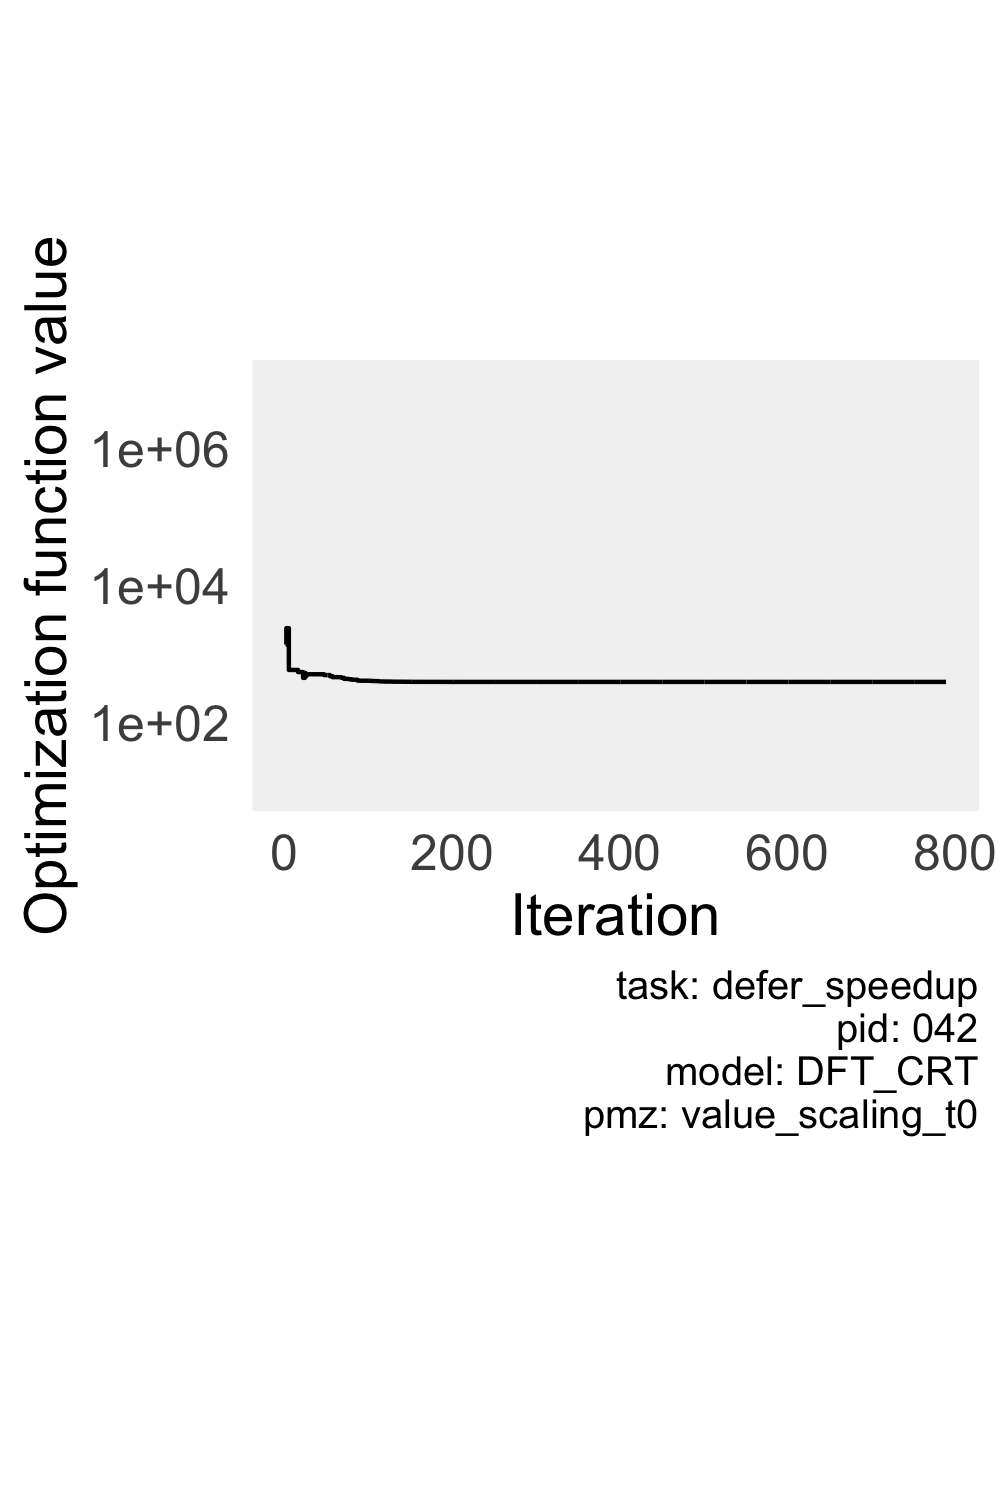 Optimization function value
1e+06
1e+04
1e+02
0 200 400 600 800
Iteration
task: defer_speedup
pid: 042
model: DFT_CRT
pmz: value_scaling_t0